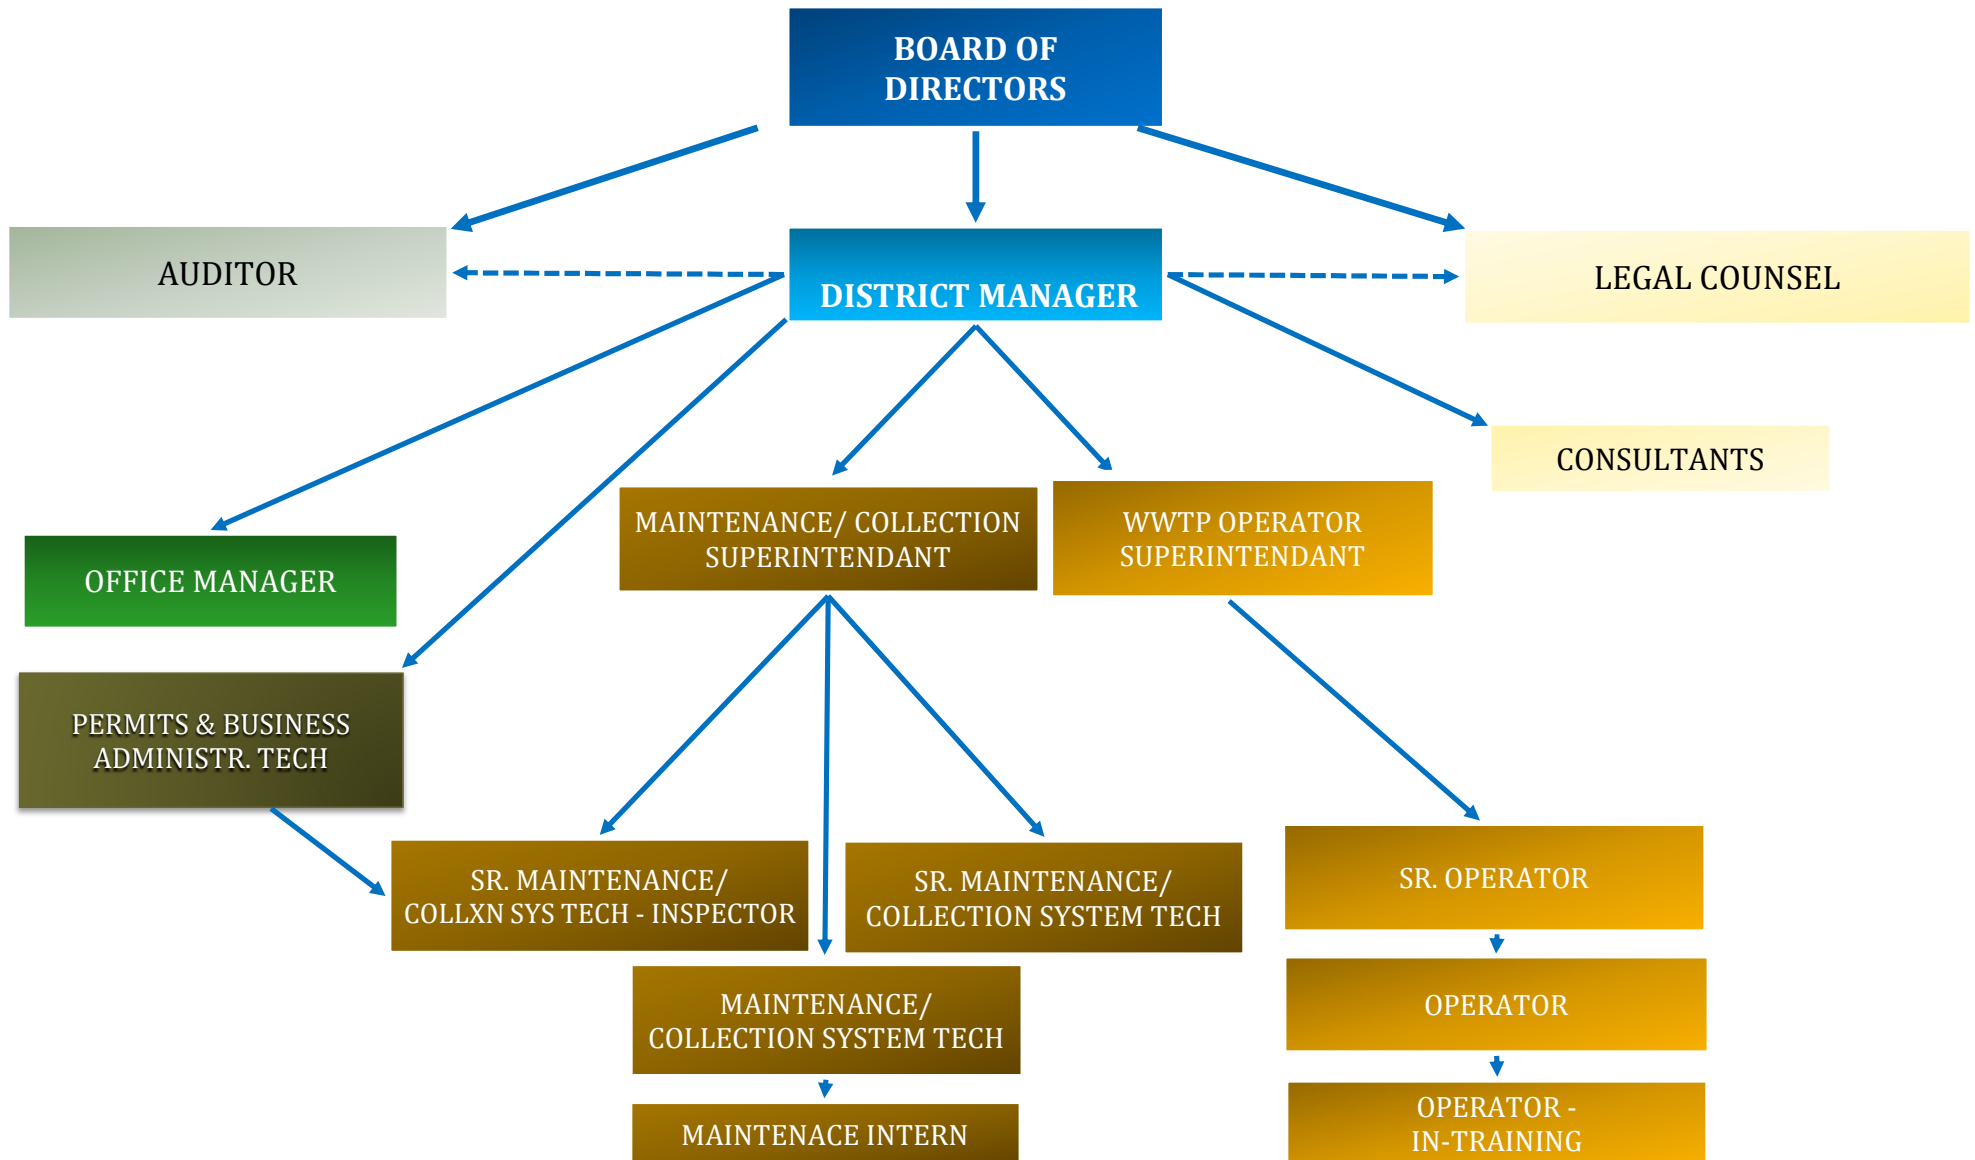 BOARD OF
DIRECTORS
AUDITOR
DISTRICT MANAGER
LEGAL COUNSEL
CONSULTANTS
MAINTENANCE/ COLLECTION
SUPERINTENDANT
WWTP OPERATOR
SUPERINTENDANT
OFFICE MANAGER
PERMITS & BUSINESS
ADMINISTR. TECH
SR. MAINTENANCE/
COLLXN SYS TECH - INSPECTOR
SR. MAINTENANCE/
COLLECTION SYSTEM TECH
SR. OPERATOR
MAINTENANCE/
COLLECTION SYSTEM TECH
OPERATOR
MAINTENACE INTERN
OPERATOR -
IN-TRAINING